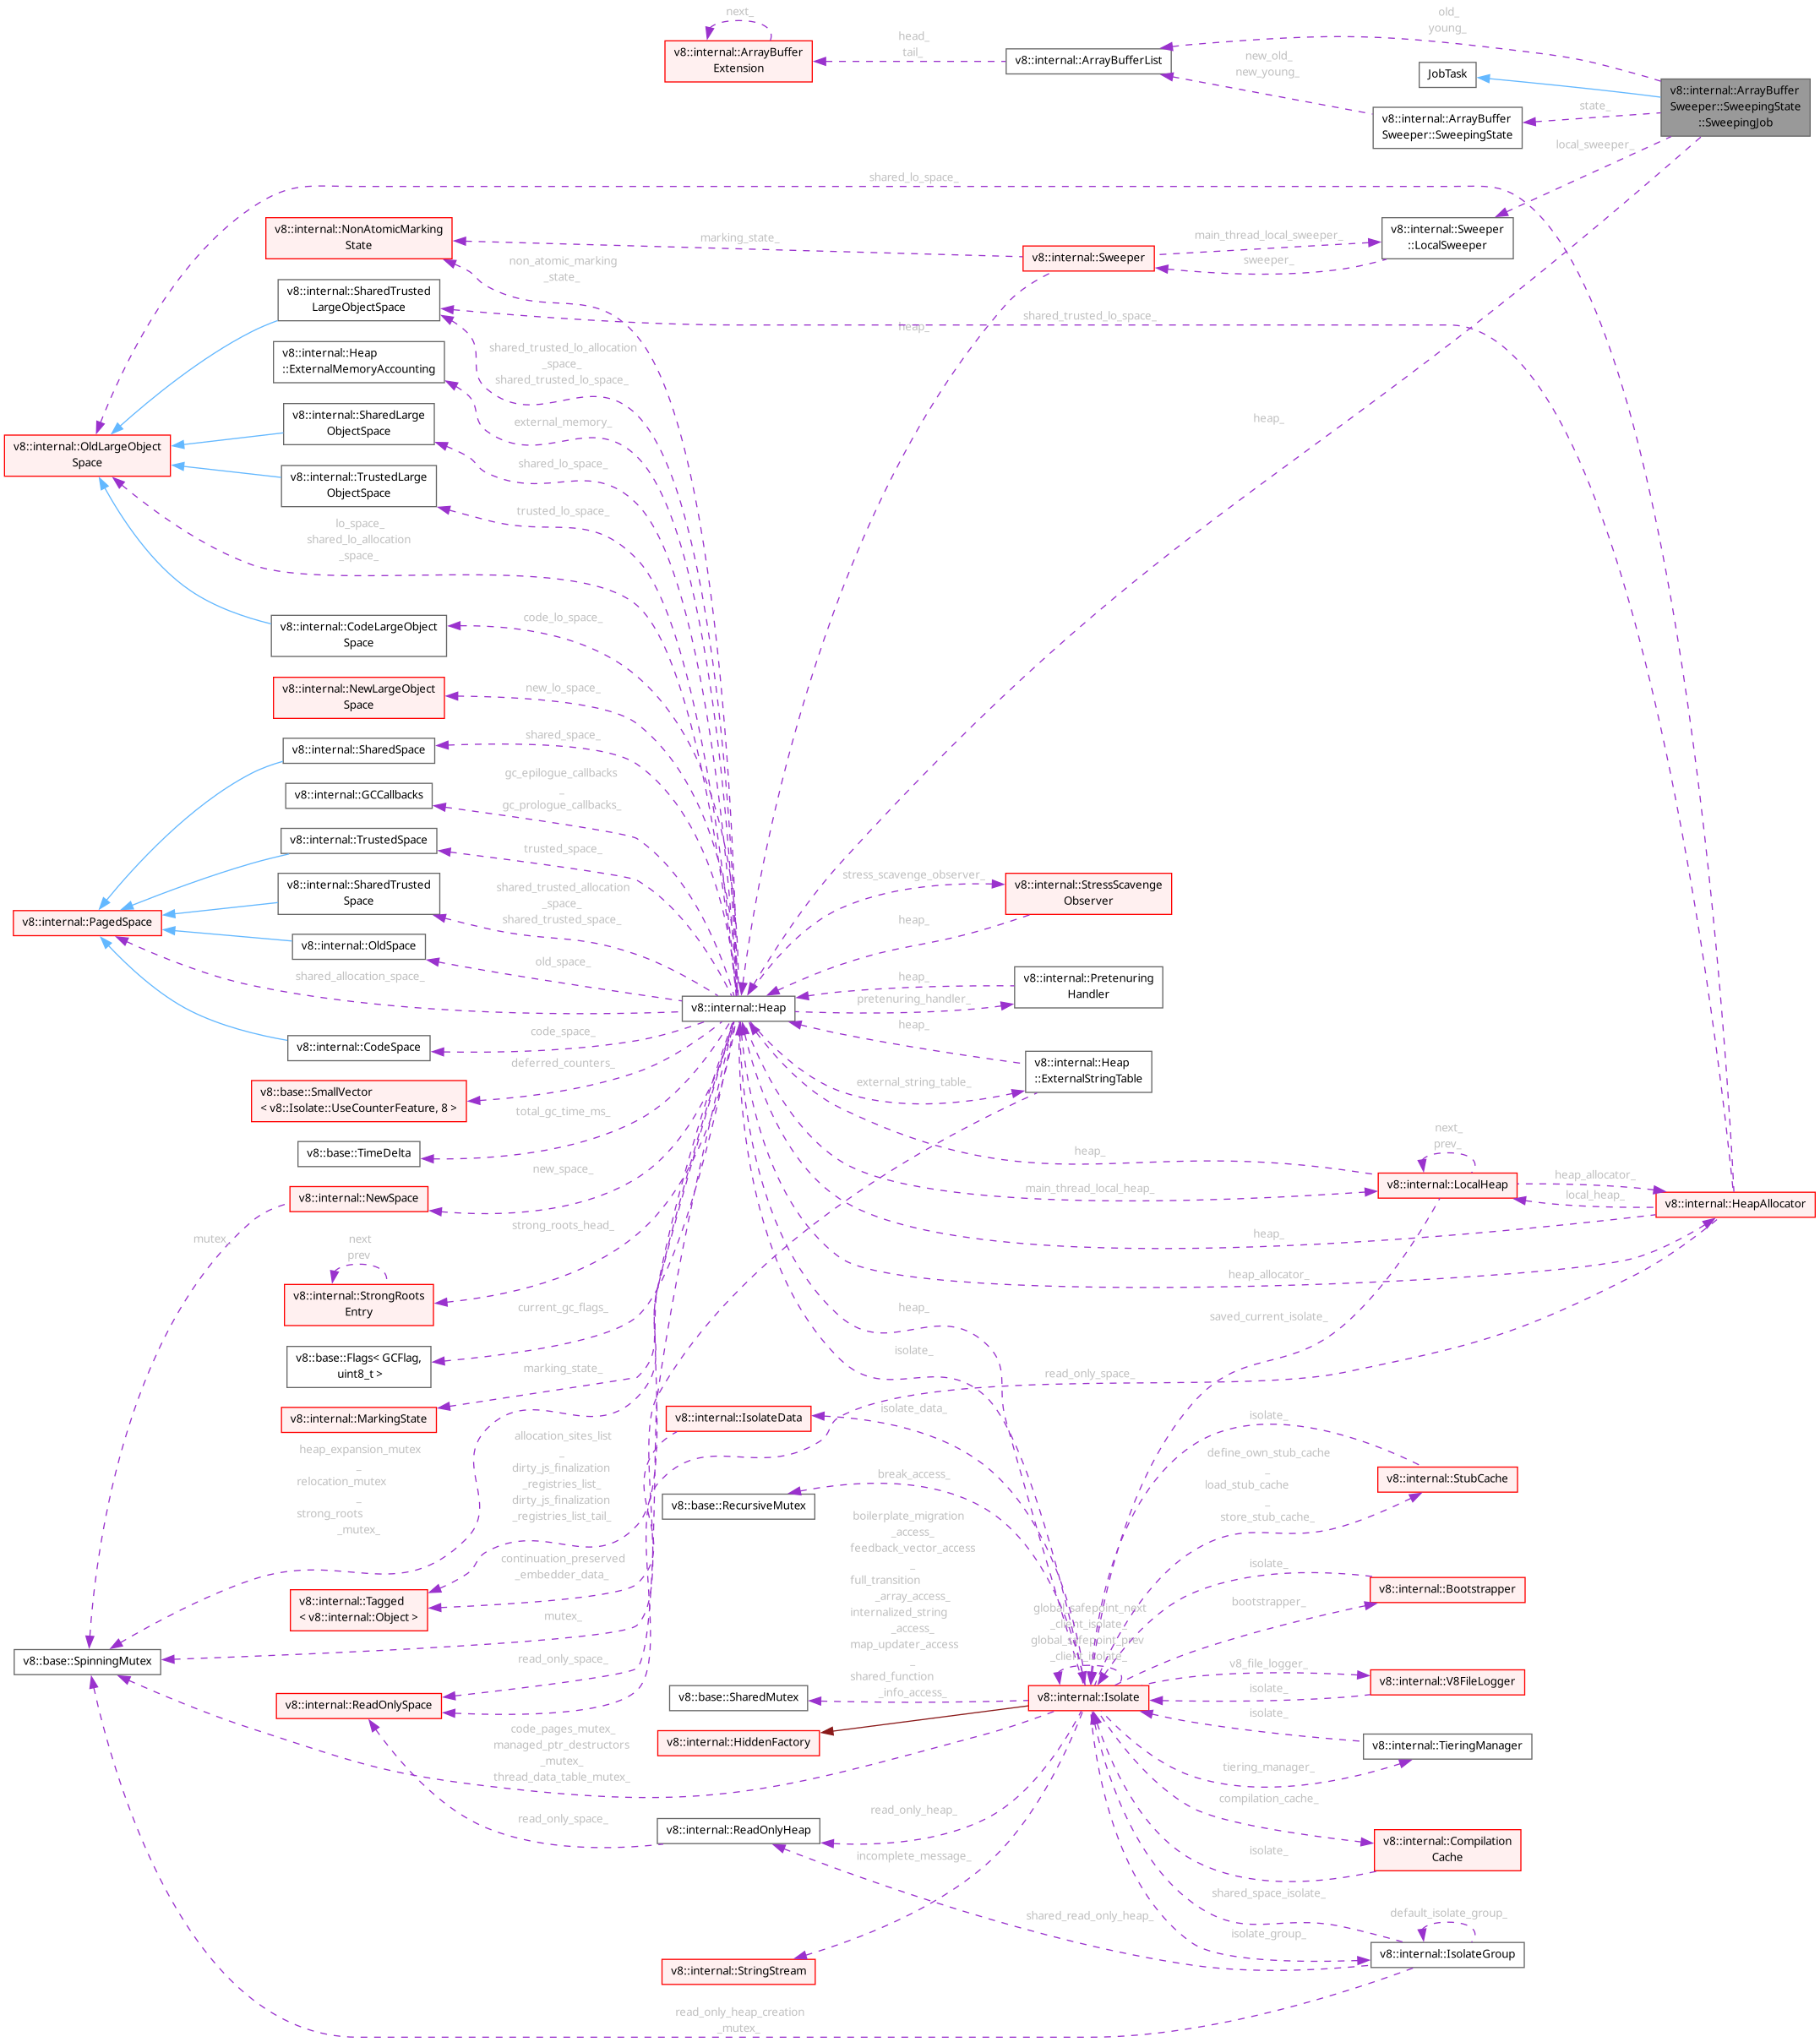 next_
old_
young_
v8::internal::ArrayBuffer
Extension
head_
tail_
v8::internal::ArrayBufferList
new_old_
new_young_
JobTask
v8::internal::ArrayBuffer
Sweeper::SweepingState
::SweepingJob
state_
v8::internal::ArrayBuffer
Sweeper::SweepingState
local_sweeper_
shared_lo_space_
v8::internal::NonAtomicMarking
State
marking_state_
v8::internal::Sweeper
main_thread_local_sweeper_
sweeper_
v8::internal::Sweeper
::LocalSweeper
non_atomic_marking
_state_
v8::internal::SharedTrusted
LargeObjectSpace
heap_
shared_trusted_lo_space_
v8::internal::Heap
::ExternalMemoryAccounting
shared_trusted_lo_allocation
_space_
shared_trusted_lo_space_
v8::internal::SharedLarge
ObjectSpace
external_memory_
heap_
v8::internal::OldLargeObject
Space
shared_lo_space_
v8::internal::TrustedLarge
ObjectSpace
trusted_lo_space_
lo_space_
shared_lo_allocation
_space_
code_lo_space_
v8::internal::CodeLargeObject
Space
new_lo_space_
v8::internal::NewLargeObject
Space
shared_space_
v8::internal::SharedSpace
gc_epilogue_callbacks
_
gc_prologue_callbacks_
v8::internal::GCCallbacks
v8::internal::TrustedSpace
trusted_space_
v8::internal::SharedTrusted
Space
shared_trusted_allocation
_space_
shared_trusted_space_
stress_scavenge_observer_
v8::internal::StressScavenge
Observer
heap_
v8::internal::PagedSpace
v8::internal::OldSpace
old_space_
shared_allocation_space_
v8::internal::Heap
heap_
pretenuring_handler_
v8::internal::Pretenuring
Handler
v8::internal::CodeSpace
code_space_
heap_
deferred_counters_
v8::internal::Heap
::ExternalStringTable
external_string_table_
v8::base::SmallVector
< v8::Isolate::UseCounterFeature, 8 >
total_gc_time_ms_
v8::base::TimeDelta
next_
prev_
heap_
new_space_
v8::internal::NewSpace
main_thread_local_heap_
v8::internal::LocalHeap
heap_allocator_
local_heap_
v8::internal::HeapAllocator
mutex_
strong_roots_head_
heap_
next
prev
v8::internal::StrongRoots
Entry
heap_allocator_
current_gc_flags_
heap_
saved_current_isolate_
v8::base::Flags< GCFlag,
uint8_t >
isolate_
marking_state_
read_only_space_
v8::internal::MarkingState
v8::internal::IsolateData
isolate_data_
isolate_
heap_expansion_mutex
_
relocation_mutex
_
strong_roots
_mutex_
allocation_sites_list
_
dirty_js_finalization
_registries_list_
dirty_js_finalization
_registries_list_tail_
define_own_stub_cache
_
load_stub_cache
_
store_stub_cache_
v8::internal::StubCache
break_access_
v8::base::RecursiveMutex
boilerplate_migration
_access_
feedback_vector_access
_
full_transition
_array_access_
internalized_string
_access_
map_updater_access
_
shared_function
_info_access_
continuation_preserved
_embedder_data_
isolate_
v8::internal::Bootstrapper
v8::internal::Tagged
< v8::internal::Object >
bootstrapper_
global_safepoint_next
_client_isolate_
global_safepoint_prev
_client_isolate_
mutex_
v8::base::SpinningMutex
read_only_space_
v8_file_logger_
isolate_
v8::internal::V8FileLogger
v8::internal::ReadOnlySpace
v8::base::SharedMutex
v8::internal::Isolate
isolate_
code_pages_mutex_
managed_ptr_destructors
_mutex_
thread_data_table_mutex_
v8::internal::HiddenFactory
v8::internal::TieringManager
tiering_manager_
compilation_cache_
read_only_space_
v8::internal::ReadOnlyHeap
read_only_heap_
incomplete_message_
isolate_
v8::internal::Compilation
Cache
shared_space_isolate_
shared_read_only_heap_
isolate_group_
default_isolate_group_
v8::internal::IsolateGroup
v8::internal::StringStream
read_only_heap_creation
_mutex_